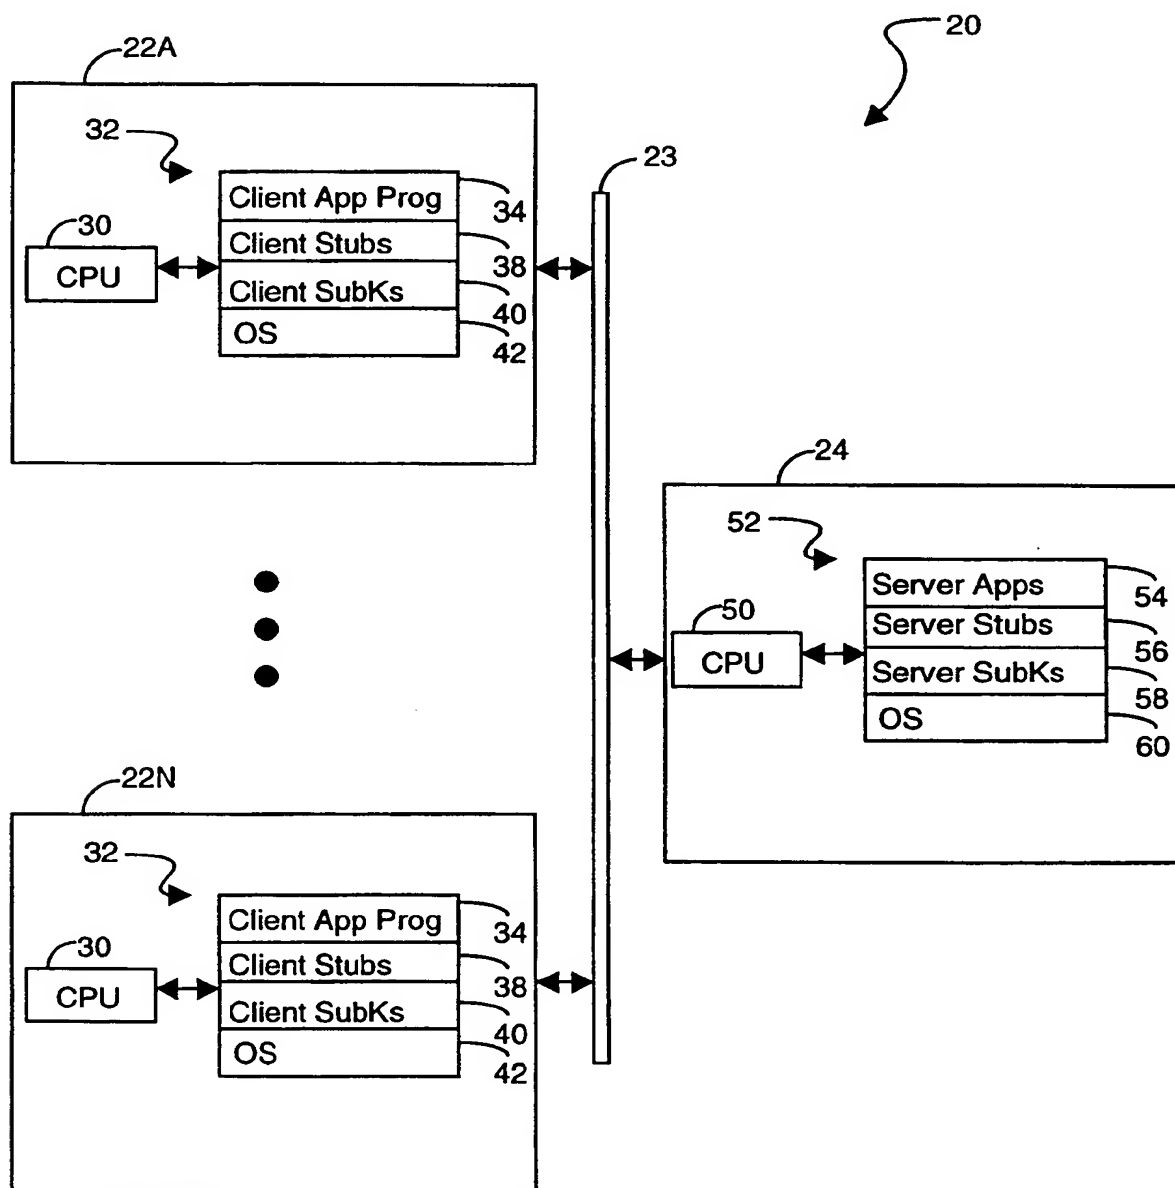 20
22A
32
Client App Prog
34
30
CPU
Client Stubs
38
Client SubKs
40
OS
42
23
24
52
Server Apps
54
50
CPU
Server Stubs
56
Server SubKs
58
OS
60
22N
32
Client App Prog
34
30
CPU
Client Stubs
38
Client SubKs
40
OS
42